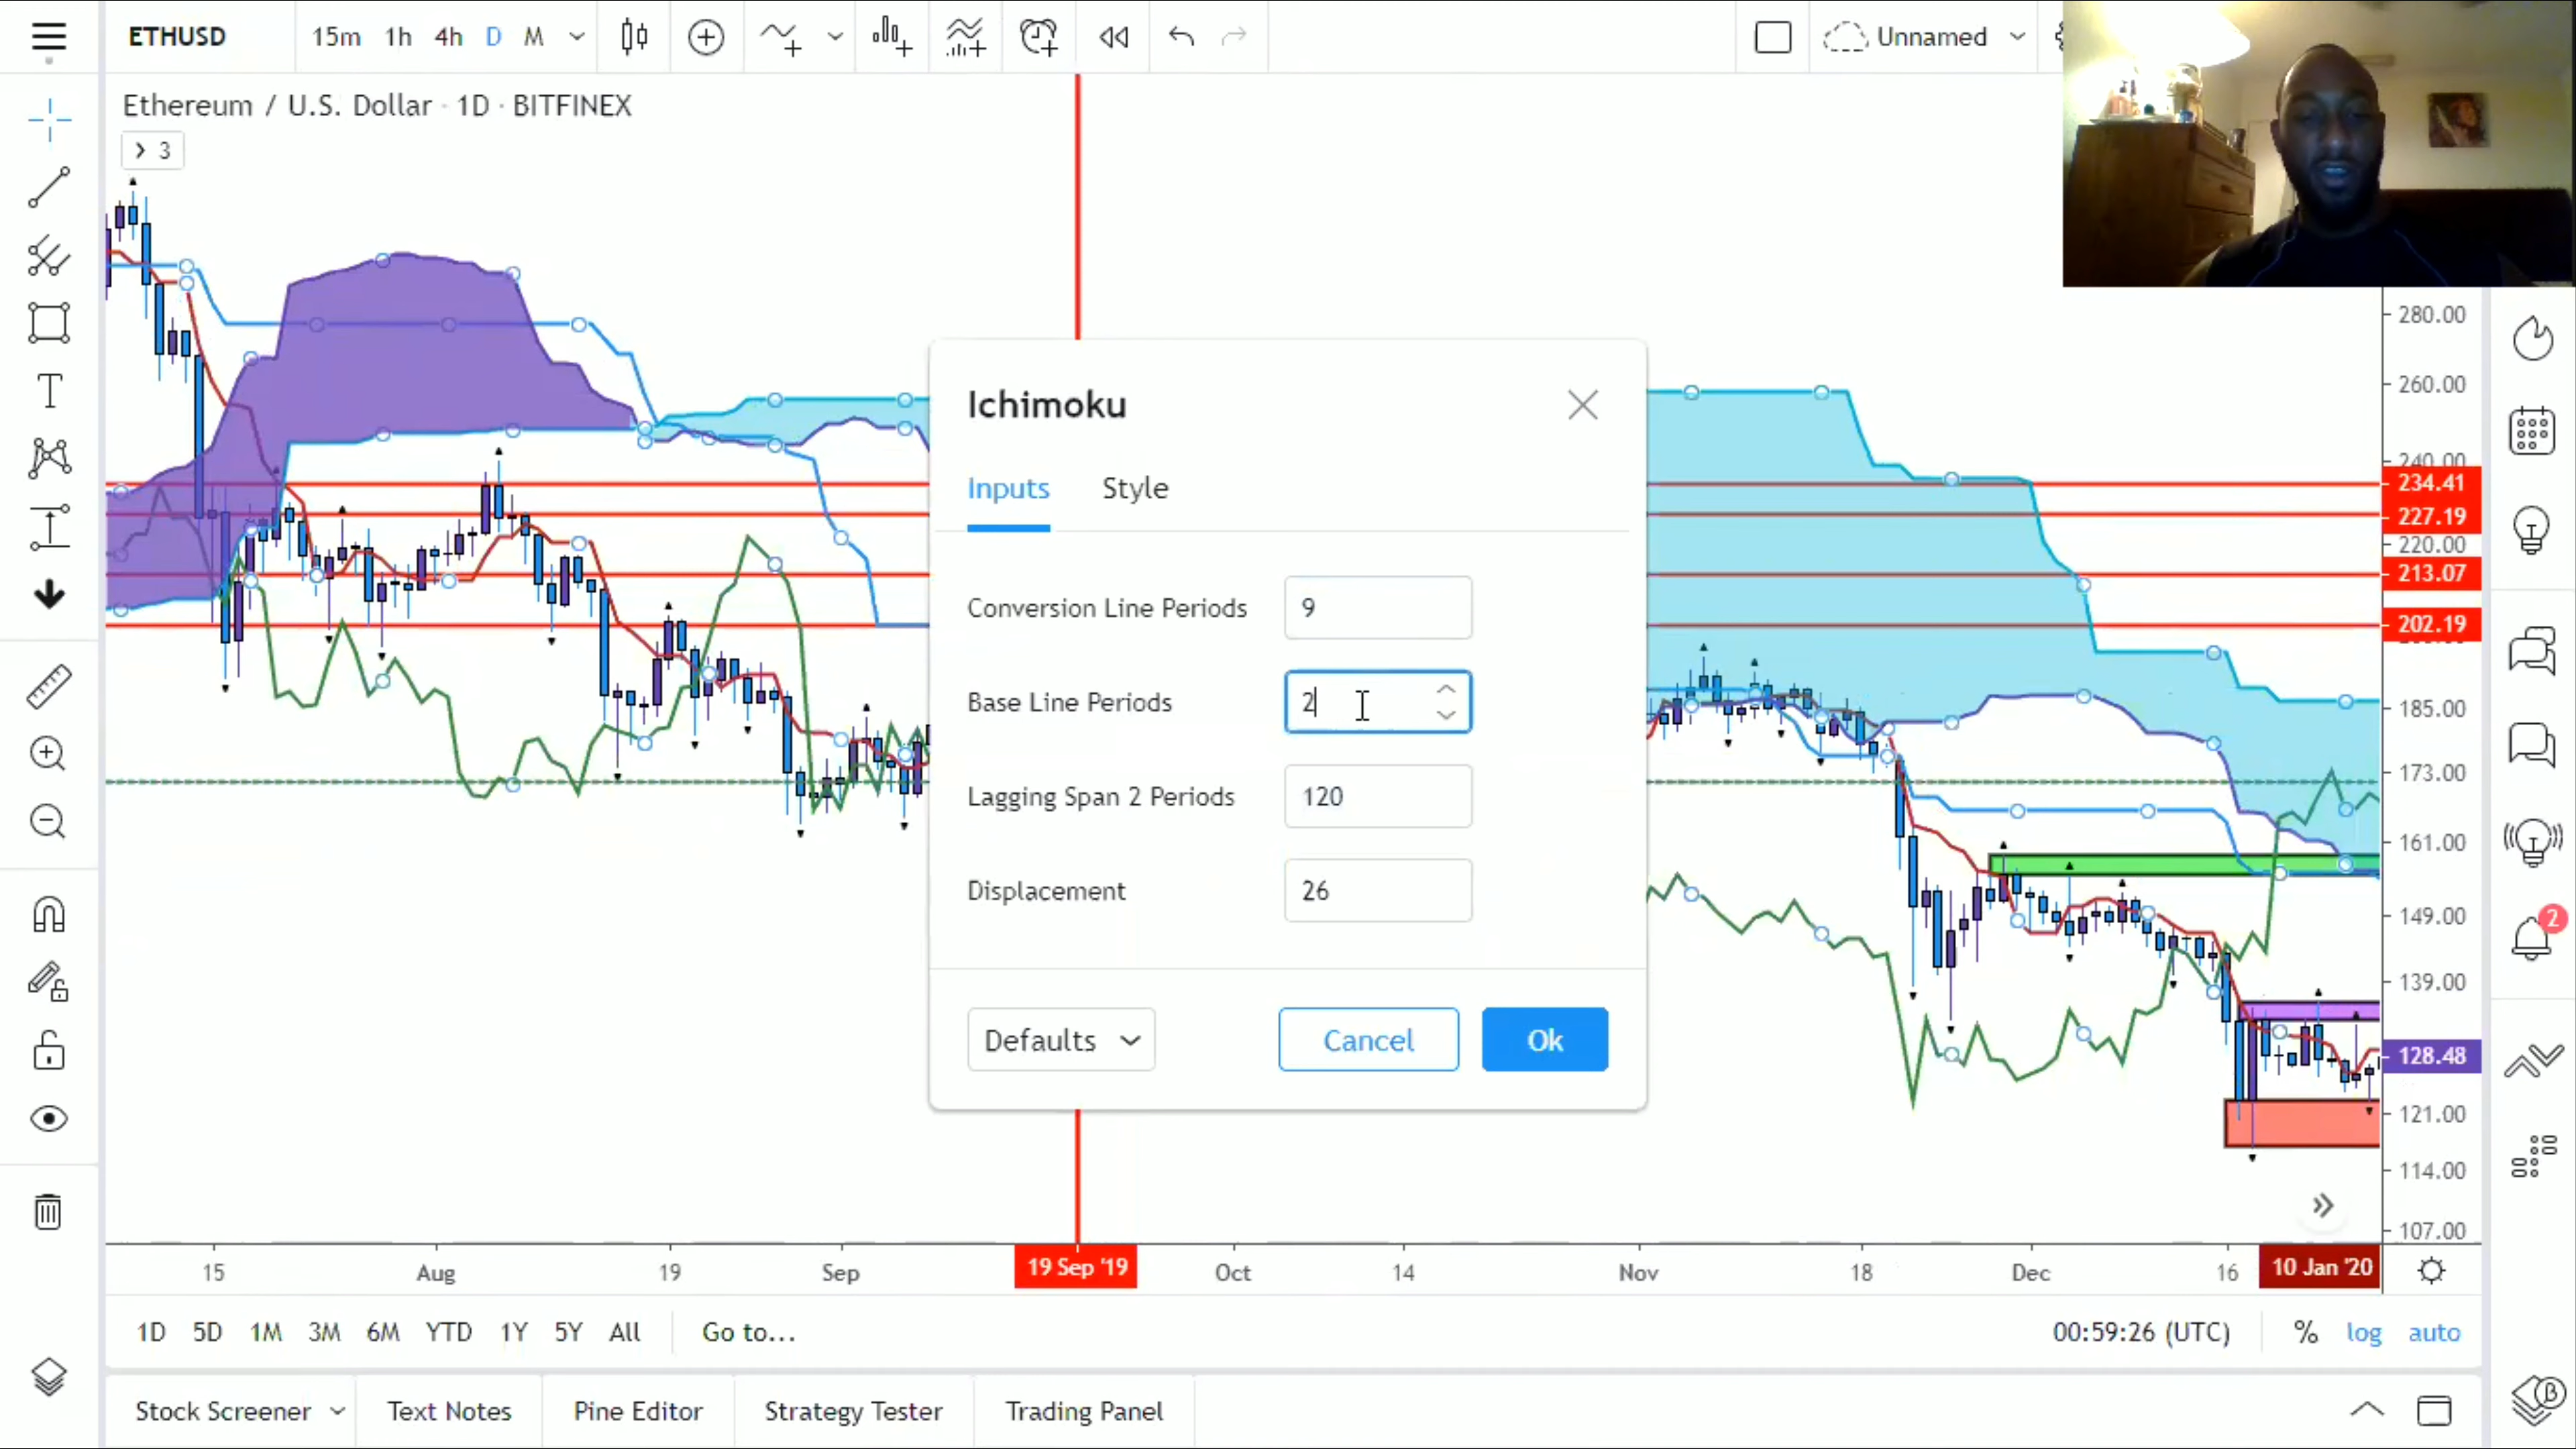 ETHUSD 15m 1h 4h D M Unnamed
Ethereum / U.S. Dollar · 1D · BITFINEX
3
Ichimoku
Inputs Style
Conversion Line Periods 9
Base Line Periods 2
Lagging Span 2 Periods 120
Displacement 26
Defaults Cancel Ok
280.00
260.00
240.00
234.41
227.19
220.00
213.07
202.19
185.00
173.00
161.00
149.00
139.00
128.48
121.00
114.00
107.00
2
15 Aug 19 Sep 19 Sep '19 Oct 14 Nov 18 Dec 16 10 Jan '20
1D 5D 1M 3M 6M YTD 1Y 5Y All Go to... 00:59:26 (UTC) % log auto
Stock Screener Text Notes Pine Editor Strategy Tester Trading Panel